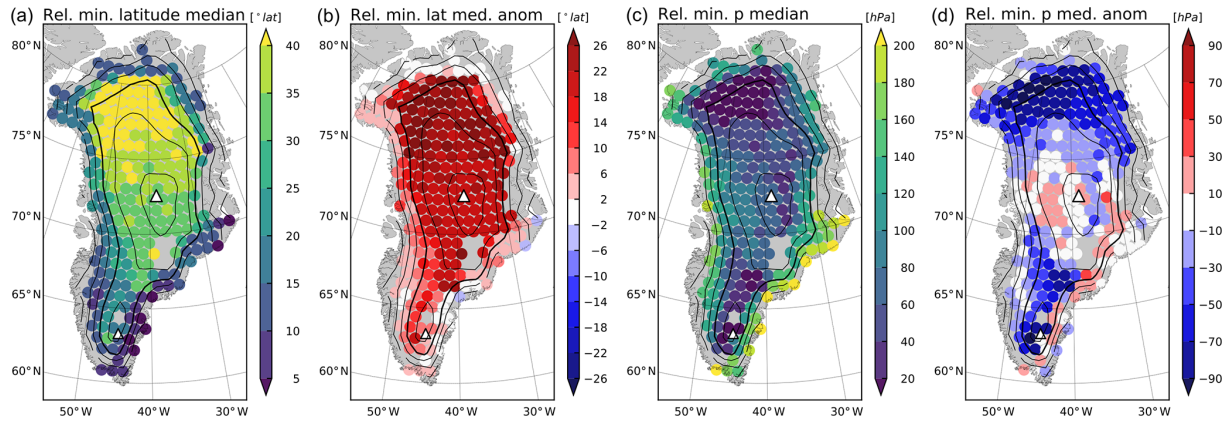 (a) Rel. min. latitude median [°lat]
80°N
75°N
70°N
65°N
60°N
50°W 40°W 30°W
40
35
30
25
20
15
10
5
(b) Rel. min. lat med. anom [°lat]
80°N
75°N
70°N
65°N
60°N
50°W 40°W 30°W
26
22
18
14
10
6
2
−2
−6
−10
−14
−18
−22
−26
(c) Rel. min. p median [hPa]
80°N
75°N
70°N
65°N
60°N
50°W 40°W 30°W
200
180
160
140
120
100
80
60
40
20
(d) Rel. min. p med. anom [hPa]
80°N
75°N
70°N
65°N
60°N
50°W 40°W 30°W
90
70
50
30
10
−10
−30
−50
−70
−90